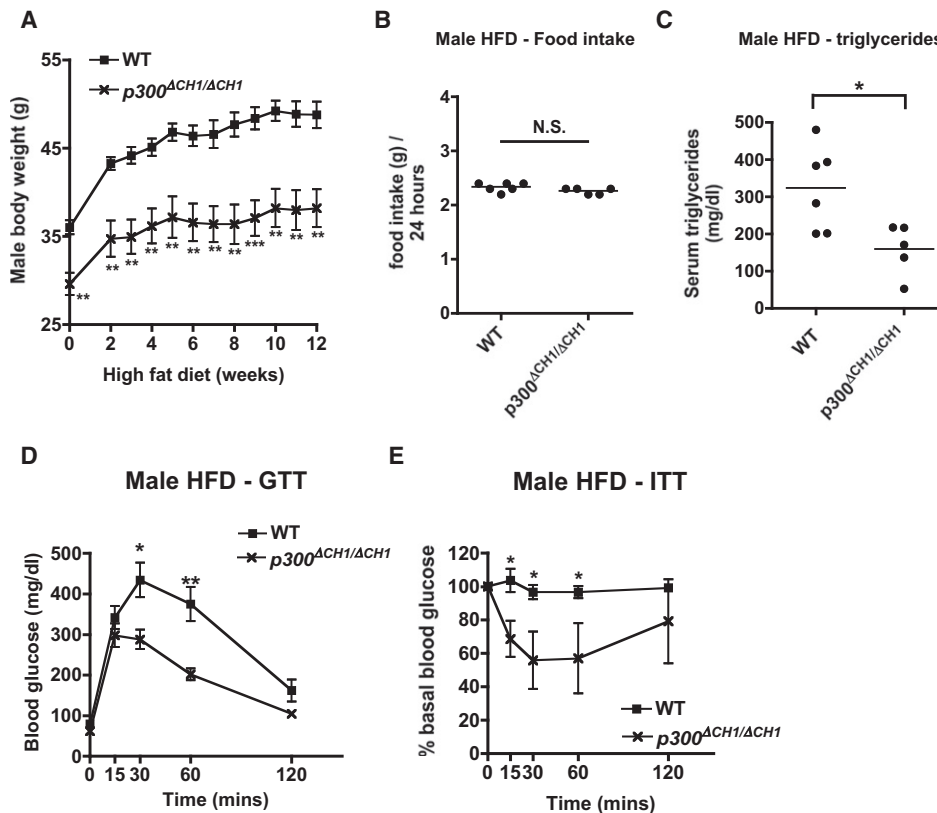 A
WT
p300ΔCH1/ΔCH1
Male body weight (g)
55
45
35
25
**
**
**
**
**
**
**
**
***
**
**
**
0
2
4
6
8
10
12
High fat diet (weeks)
B
Male HFD - Food intake
food intake (g) /
24 hours
4
3
2
1
0
N.S.
WT
p300ΔCH1/ΔCH1
C
Male HFD - triglycerides
*
Serum triglycerides
(mg/dl)
500
400
300
200
100
0
WT
p300ΔCH1/ΔCH1
D
Male HFD - GTT
WT
p300ΔCH1/ΔCH1
Blood glucose (mg/dl)
500
400
300
200
100
0
*
**
0
15
30
60
120
Time (mins)
E
Male HFD - ITT
% basal blood glucose
120
100
80
60
40
20
0
*
*
*
WT
p300ΔCH1/ΔCH1
0
15
30
60
120
Time (mins)